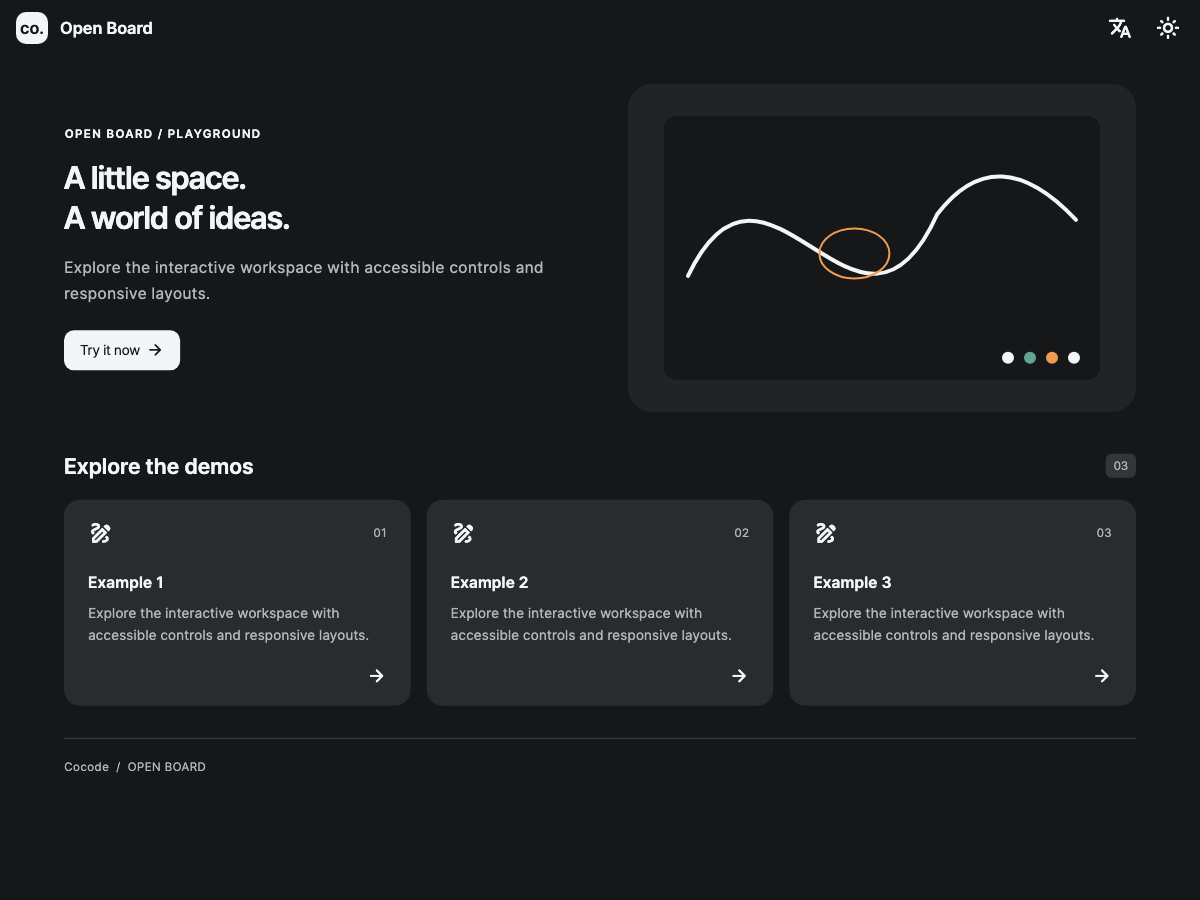 co. Open Board
OPEN BOARD / PLAYGROUND
A little space.
A world of ideas.
Explore the interactive workspace with accessible controls and
responsive layouts.
Try it now
Explore the demos
03
01
Example 1
Explore the interactive workspace with
accessible controls and responsive layouts.
02
Example 2
Explore the interactive workspace with
accessible controls and responsive layouts.
03
Example 3
Explore the interactive workspace with
accessible controls and responsive layouts.
Cocode / OPEN BOARD